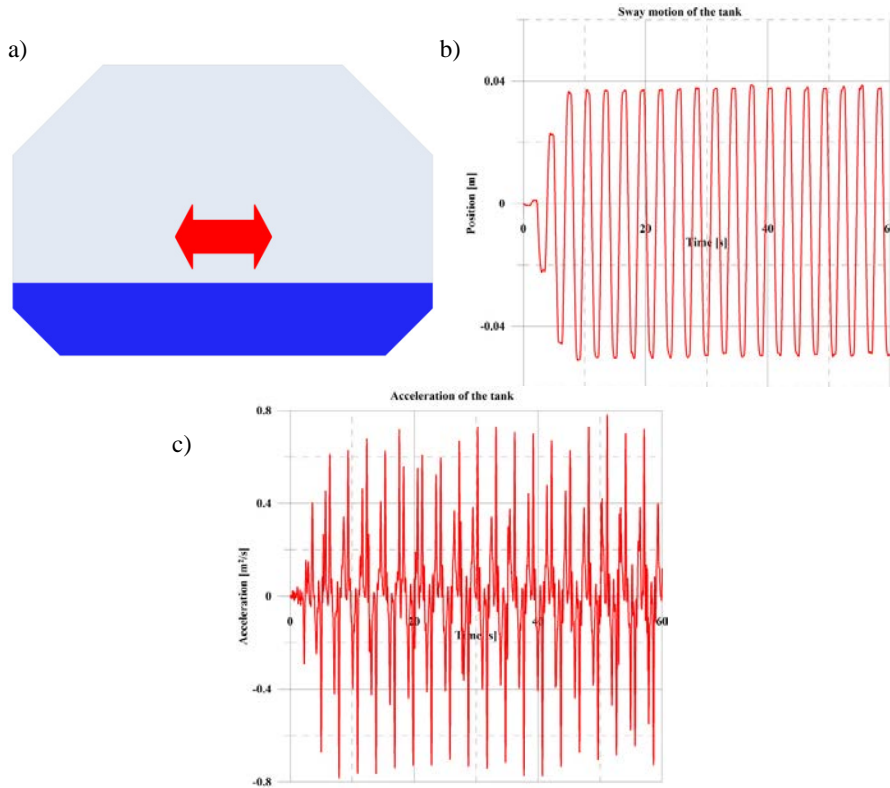 a)
b)
Sway motion of the tank
0.04
Position [m]
0
0
20
40
60
Time [s]
-0.04
c)
Acceleration of the tank
0.8
0.4
Acceleration [m²/s]
0
0
20
40
60
Time [s]
-0.4
-0.8